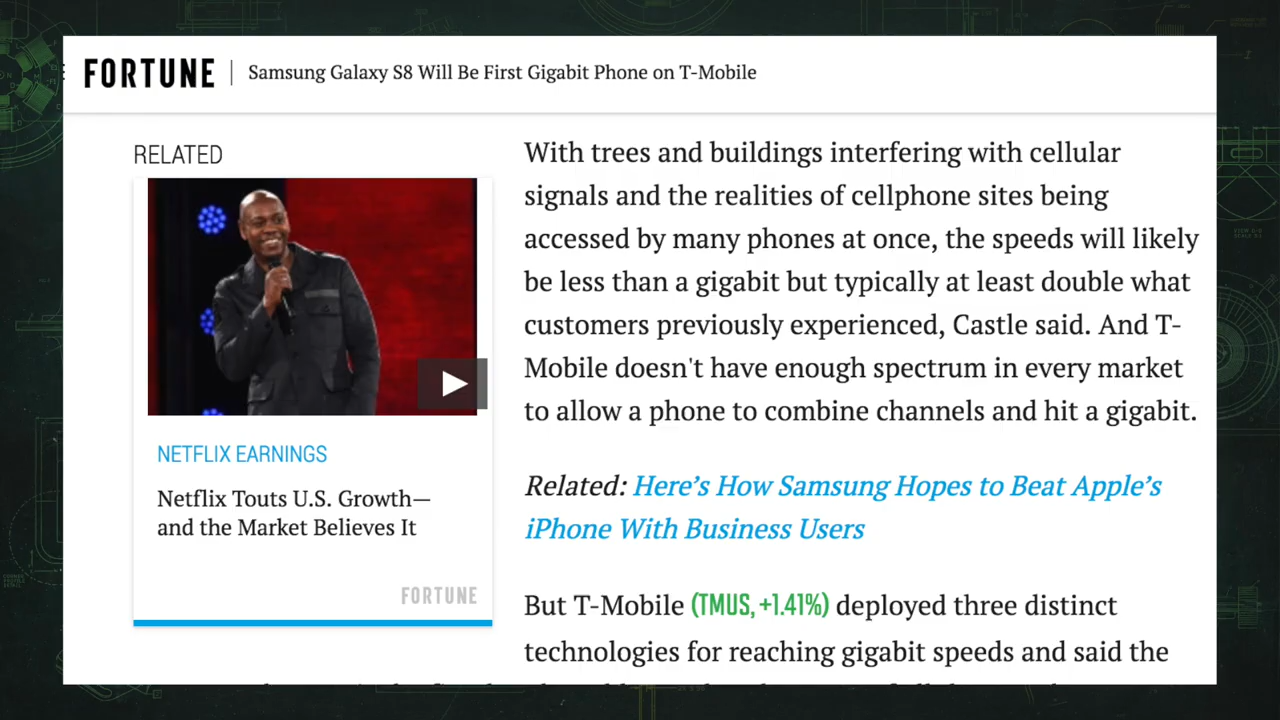 FORTUNE
Samsung Galaxy S8 Will Be First Gigabit Phone on T-Mobile
RELATED
NETFLIX EARNINGS
Netflix Touts U.S. Growth—
and the Market Believes It
FORTUNE
With trees and buildings interfering with cellular
signals and the realities of cellphone sites being
accessed by many phones at once, the speeds will likely
be less than a gigabit but typically at least double what
customers previously experienced, Castle said. And T-
Mobile doesn't have enough spectrum in every market
to allow a phone to combine channels and hit a gigabit.
Related: Here’s How Samsung Hopes to Beat Apple’s
iPhone With Business Users
But T-Mobile (TMUS, +1.41%) deployed three distinct
technologies for reaching gigabit speeds and said the